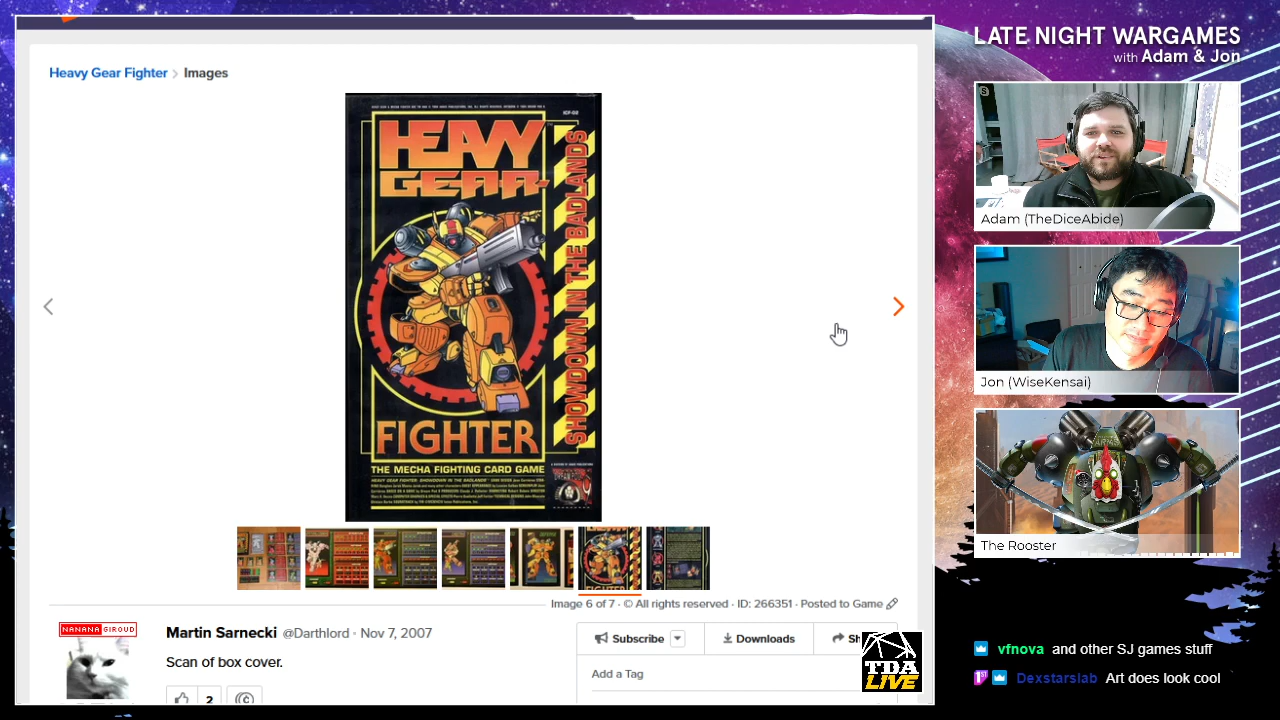 Heavy Gear Fighter > Images
HEAVY
GEAR
SHOWDOWN IN THE BADLANDS
FIGHTER
THE MECHA FIGHTING CARD GAME
Image 6 of 7 · © All rights reserved · ID: 266351 · Posted to Game
NANANA GIROUD
Martin Sarnecki @Darthlord · Nov 7, 2007
Scan of box cover.
2
Subscribe
Downloads
Sh
Add a Tag
TDA
LIVE
LATE NIGHT WARGAMES
with Adam & Jon
Adam (TheDiceAbide)
Jon (WiseKensai)
The Rooster
vfnova and other SJ games stuff
Dexstarslab Art does look cool